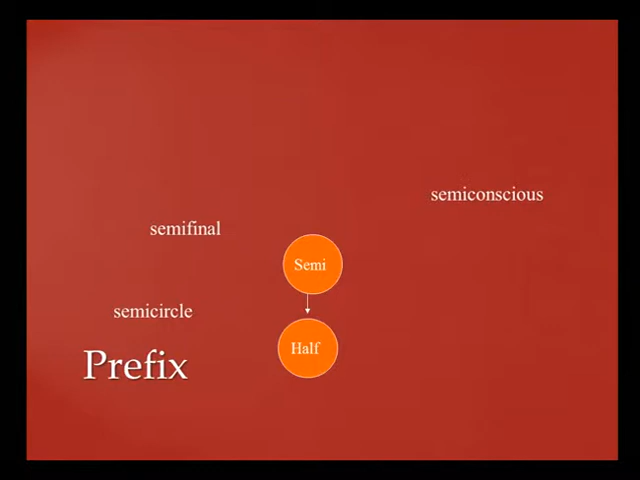 semiconscious
semifinal
Semi
semicircle
Half
Prefix